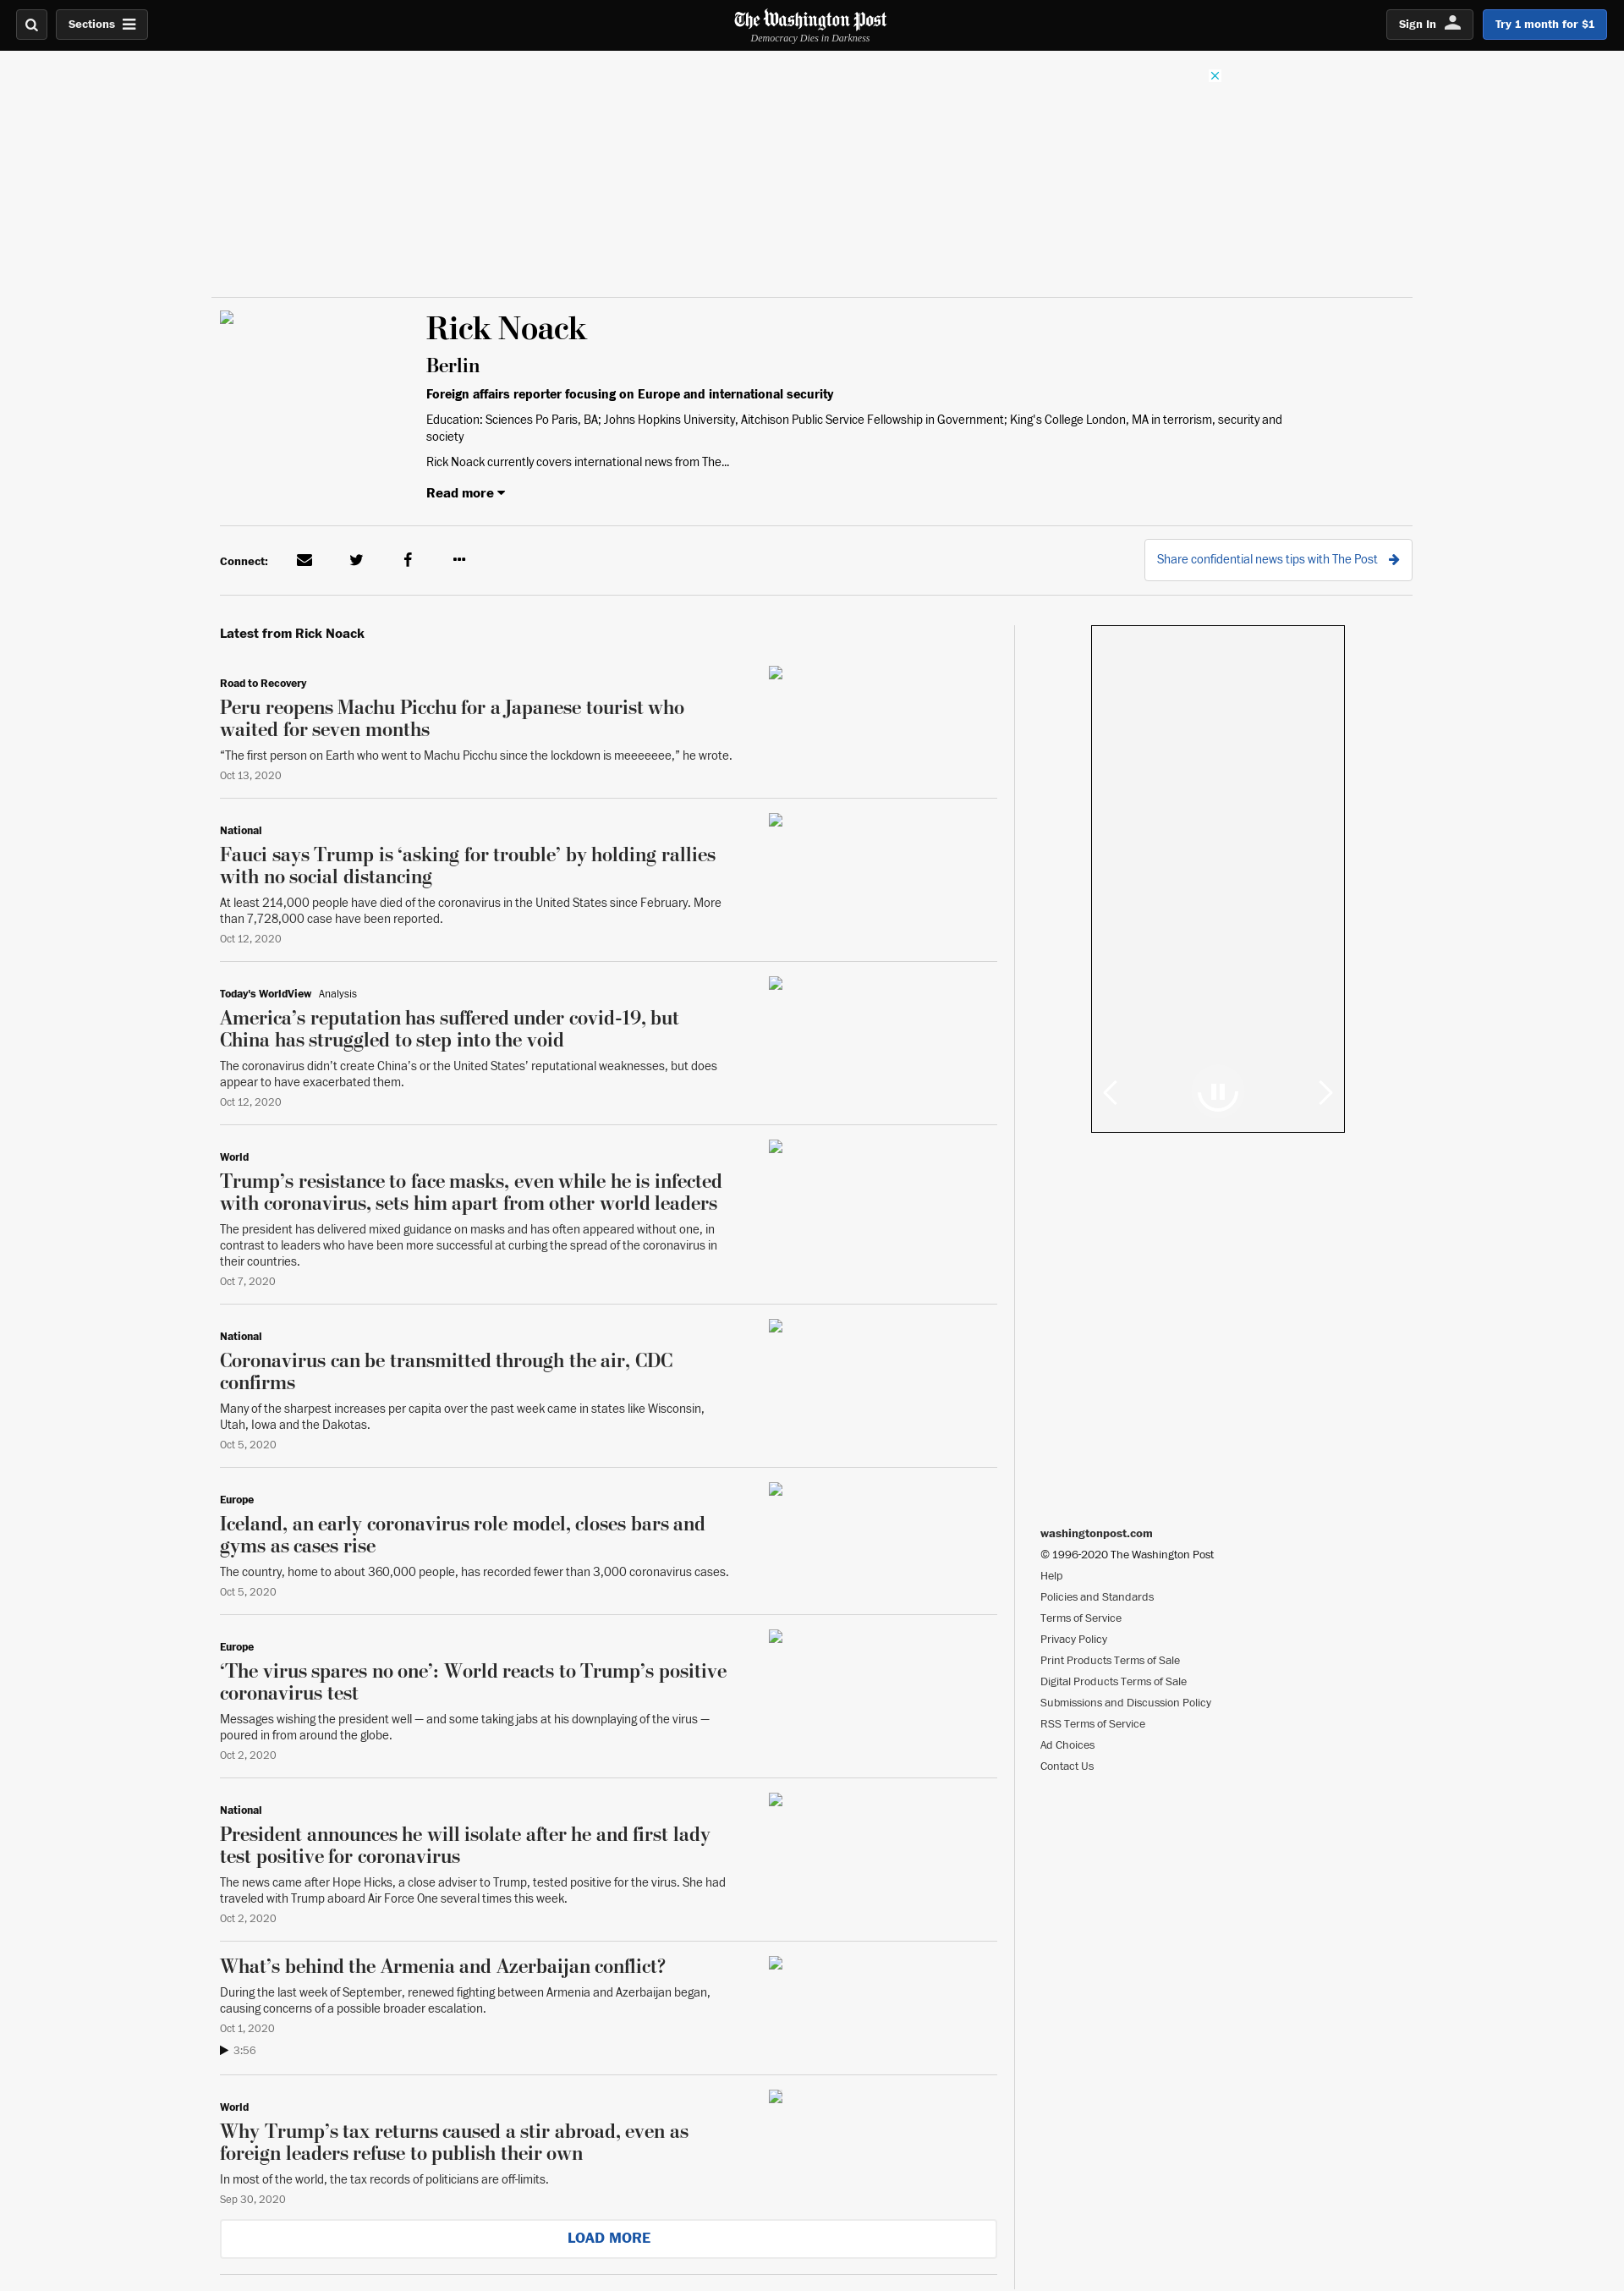 Sections
The Washington Post
Democracy Dies in Darkness
Sign In
Try 1 month for $1
Rick Noack
Berlin
Foreign affairs reporter focusing on Europe and international security
Education: Sciences Po Paris, BA; Johns Hopkins University, Aitchison Public Service Fellowship in Government; King's College London, MA in terrorism, security and
society
Rick Noack currently covers international news from The...
Read more
Connect:
Share confidential news tips with The Post
Latest from Rick Noack
Road to Recovery
Peru reopens Machu Picchu for a Japanese tourist who
waited for seven months
“The first person on Earth who went to Machu Picchu since the lockdown is meeeeeee,” he wrote.
Oct 13, 2020
National
Fauci says Trump is ‘asking for trouble’ by holding rallies
with no social distancing
At least 214,000 people have died of the coronavirus in the United States since February. More
than 7,728,000 case have been reported.
Oct 12, 2020
Today's WorldView Analysis
America’s reputation has suffered under covid-19, but
China has struggled to step into the void
The coronavirus didn’t create China’s or the United States’ reputational weaknesses, but does
appear to have exacerbated them.
Oct 12, 2020
World
Trump’s resistance to face masks, even while he is infected
with coronavirus, sets him apart from other world leaders
The president has delivered mixed guidance on masks and has often appeared without one, in
contrast to leaders who have been more successful at curbing the spread of the coronavirus in
their countries.
Oct 7, 2020
National
Coronavirus can be transmitted through the air, CDC
confirms
Many of the sharpest increases per capita over the past week came in states like Wisconsin,
Utah, Iowa and the Dakotas.
Oct 5, 2020
Europe
Iceland, an early coronavirus role model, closes bars and
gyms as cases rise
The country, home to about 360,000 people, has recorded fewer than 3,000 coronavirus cases.
Oct 5, 2020
Europe
‘The virus spares no one’: World reacts to Trump’s positive
coronavirus test
Messages wishing the president well — and some taking jabs at his downplaying of the virus —
poured in from around the globe.
Oct 2, 2020
National
President announces he will isolate after he and first lady
test positive for coronavirus
The news came after Hope Hicks, a close adviser to Trump, tested positive for the virus. She had
traveled with Trump aboard Air Force One several times this week.
Oct 2, 2020
What’s behind the Armenia and Azerbaijan conflict?
During the last week of September, renewed fighting between Armenia and Azerbaijan began,
causing concerns of a possible broader escalation.
Oct 1, 2020
3:56
World
Why Trump’s tax returns caused a stir abroad, even as
foreign leaders refuse to publish their own
In most of the world, the tax records of politicians are off-limits.
Sep 30, 2020
LOAD MORE
washingtonpost.com
© 1996-2020 The Washington Post
Help
Policies and Standards
Terms of Service
Privacy Policy
Print Products Terms of Sale
Digital Products Terms of Sale
Submissions and Discussion Policy
RSS Terms of Service
Ad Choices
Contact Us